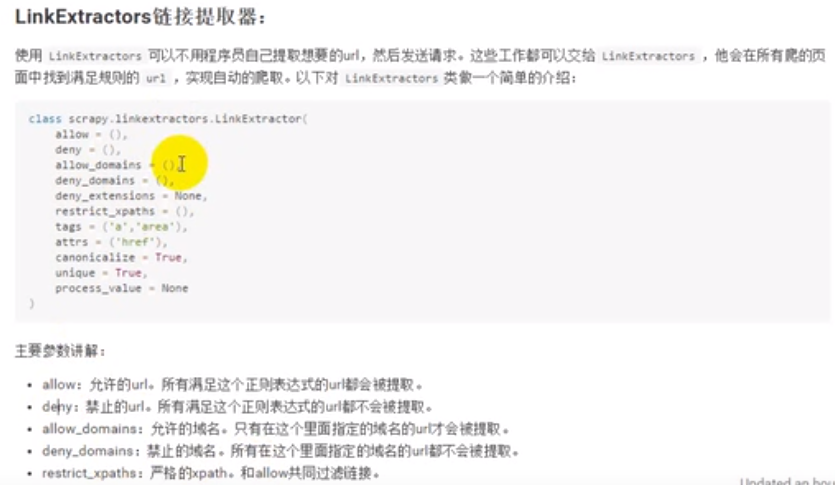 LinkExtractors链接提取器：
使用 LinkExtractors 可以不用程序员自己提取想要的url，然后发送请求。这些工作都可以交给 LinkExtractors ，他会在所有爬的页
面中找到满足规则的 url ，实现自动的爬取。以下对 LinkExtractors 类做一个简单的介绍：
class scrapy.linkextractors.LinkExtractor(
allow = (),
deny = (),
allow_domains = (),
deny_domains = (),
deny_extensions = None,
restrict_xpaths = (),
tags = ('a','area'),
attrs = ('href'),
canonicalize = True,
unique = True,
process_value = None
)
主要参数讲解：
• allow：允许的url。所有满足这个正则表达式的url都会被提取。
• deny：禁止的url。所有满足这个正则表达式的url都不会被提取。
• allow_domains：允许的域名。只有在这个里面指定的域名的url才会被提取。
• deny_domains：禁止的域名。所有在这个里面指定的域名的url都不会被提取。
• restrict_xpaths：严格的xpath。和allow共同过滤链接。
Updated an hou